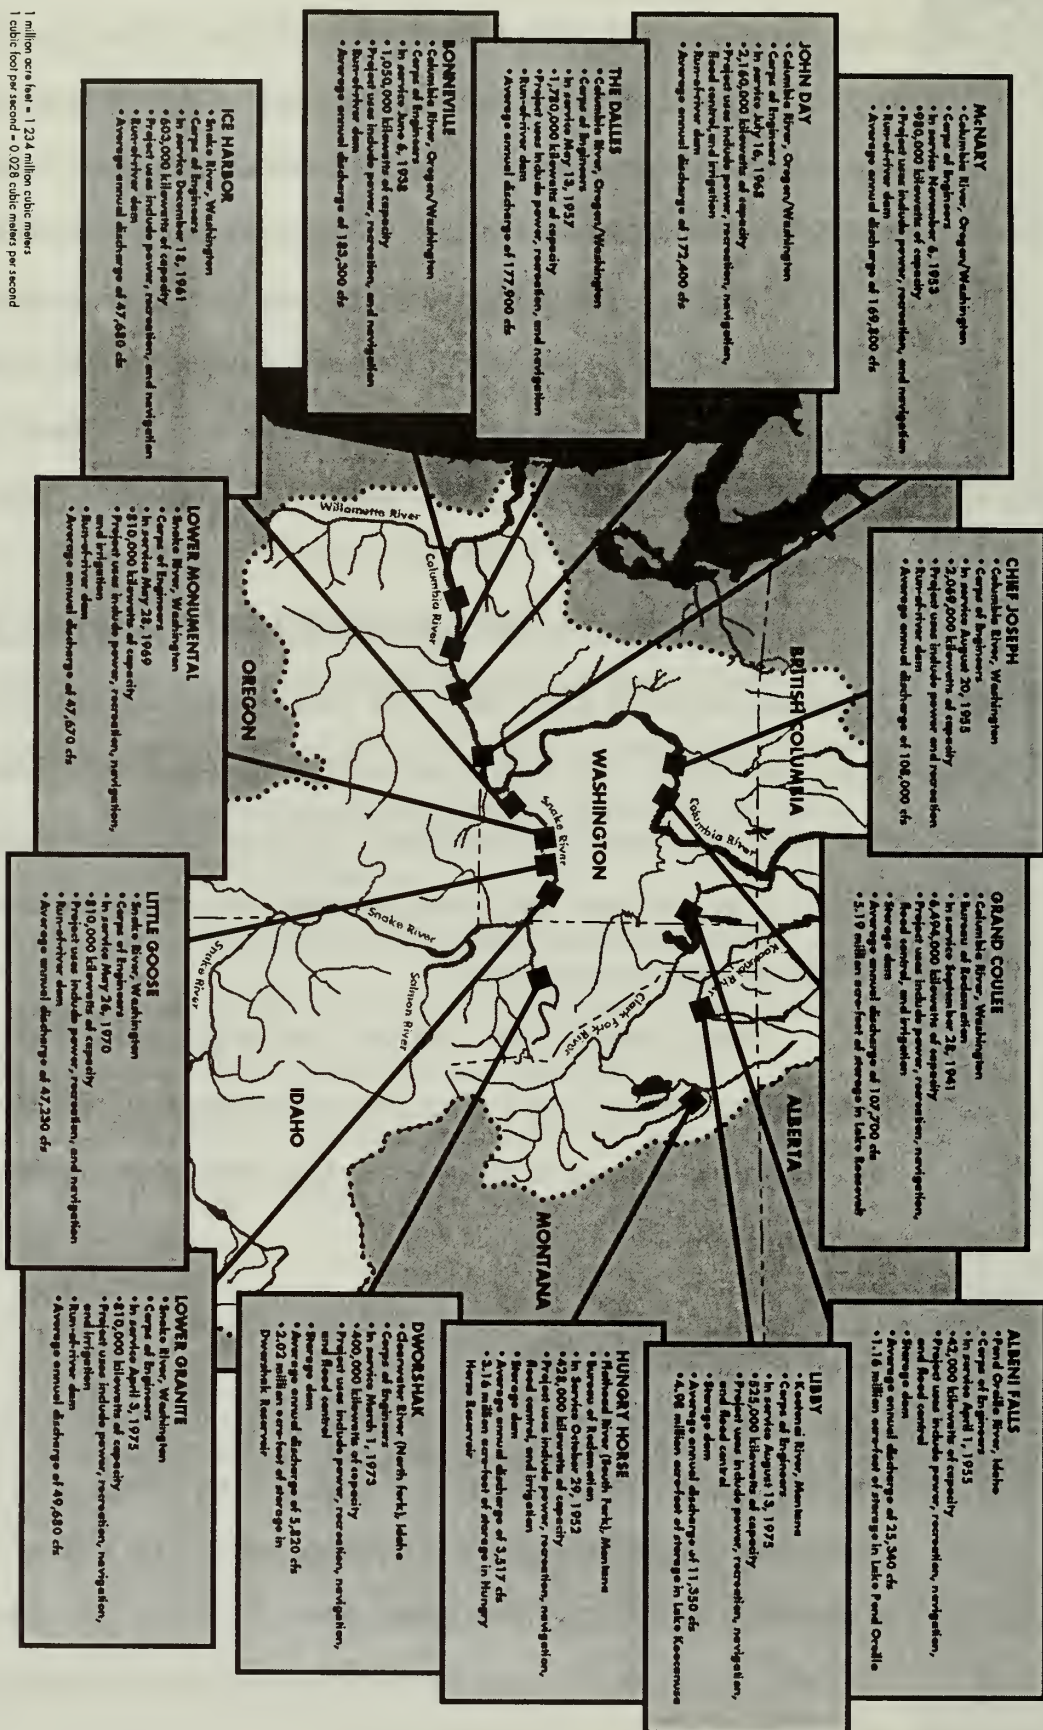 McNARY
• Columbia River, Oregon/Washington
• Corps of Engineers
• In service November 6, 1953
• 980,000 kilowatts of capacity
• Project uses include power, recreation, and navigation
• Run-of-river dam
• Average annual discharge of 169,800 cfs
JOHN DAY
• Columbia River, Oregon/Washington
• Corps of Engineers
• In service July 16, 1968
• 2,160,000 kilowatts of capacity
• Project uses include power, recreation, navigation,
flood control, and irrigation
• Run-of-river dam
• Average annual discharge of 172,400 cfs
THE DALLES
• Columbia River, Oregon/Washington
• Corps of Engineers
• In service May 13, 1957
• 1,780,000 kilowatts of capacity
• Project uses include power, recreation, and navigation
• Run-of-river dam
• Average annual discharge of 177,900 cfs
BONNEVILLE
• Columbia River, Oregon/Washington
• Corps of Engineers
• In service June 6, 1938
• 1,050,000 kilowatts of capacity
• Project uses include power, recreation, and navigation
• Run-of-river dam
• Average annual discharge of 183,300 cfs
ICE HARBOR
• Snake River, Washington
• Corps of Engineers
• In service December 18, 1961
• 603,000 kilowatts of capacity
• Project uses include power, recreation, and navigation
• Run-of-river dam
• Average annual discharge of 47,680 cfs
CHIEF JOSEPH
• Columbia River, Washington
• Corps of Engineers
• In service August 20, 1955
• 2,069,000 kilowatts of capacity
• Project uses include power and recreation
• Run-of-river dam
• Average annual discharge of 108,000 cfs
LOWER MONUMENTAL
• Snake River, Washington
• Corps of Engineers
• In service May 28, 1969
• 810,000 kilowatts of capacity
• Project uses include power, recreation, navigation,
and irrigation
• Run-of-river dam
• Average annual discharge of 47,670 cfs
GRAND COULEE
• Columbia River, Washington
• Bureau of Reclamation
• In service September 28, 1941
• 6,494,000 kilowatts of capacity
• Project uses include power, recreation, navigation,
flood control, and irrigation
• Storage dam
• Average annual discharge of 107,700 cfs
• 5.19 million acre-feet of storage in Lake Roosevelt
LITTLE GOOSE
• Snake River, Washington
• Corps of Engineers
• In service May 26, 1970
• 810,000 kilowatts of capacity
• Project uses include power, recreation, and navigation
• Run-of-river dam
• Average annual discharge of 47,230 cfs
ALBENI FALLS
• Pend Oreille River, Idaho
• Corps of Engineers
• In service April 1, 1955
• 42,000 kilowatts of capacity
• Project uses include power, recreation, navigation,
and flood control
• Storage dam
• Average annual discharge of 25,340 cfs
• 1.16 million acre-feet of storage in Lake Pend Oreille
LIBBY
• Kootenai River, Montana
• Corps of Engineers
• In service August 13, 1975
• 525,000 kilowatts of capacity
• Project uses include power, recreation, navigation,
and flood control
• Storage dam
• Average annual discharge of 11,350 cfs
• 4.98 million acre-feet of storage in Lake Koocanusa
HUNGRY HORSE
• Flathead River (South Fork), Montana
• Bureau of Reclamation
• In Service October 29, 1952
• 428,000 kilowatts of capacity
• Project uses include power, recreation, navigation,
flood control, and irrigation
• Storage dam
• Average annual discharge of 3,517 cfs
• 3.16 million acre-feet of storage in Hungry
Horse Reservoir
DWORSHAK
• Clearwater River (North fork), Idaho
• Corps of Engineers
• In service March 1, 1973
• 400,000 kilowatts of capacity
• Project uses include power, recreation, navigation,
and flood control
• Storage dam
• Average annual discharge of 5,820 cfs
• 2.02 million acre-feet of storage in
Dworshak Reservoir
LOWER GRANITE
• Snake River, Washington
• Corps of Engineers
• In service April 3, 1975
• 810,000 kilowatts of capacity
• Project uses include power, recreation, navigation,
and irrigation
• Run-of-river dam
• Average annual discharge of 49,680 cfs
BRITISH COLUMBIA
ALBERTA
WASHINGTON
MONTANA
OREGON
IDAHO
Willamette River
Columbia River
Columbia River
Snake River
Snake River
Snake River
Salmon River
Kootenai River
Clark Fork River
1 million acre feet = 1 234 million cubic meters
1 cubic foot per second = 0.028 cubic meters per second